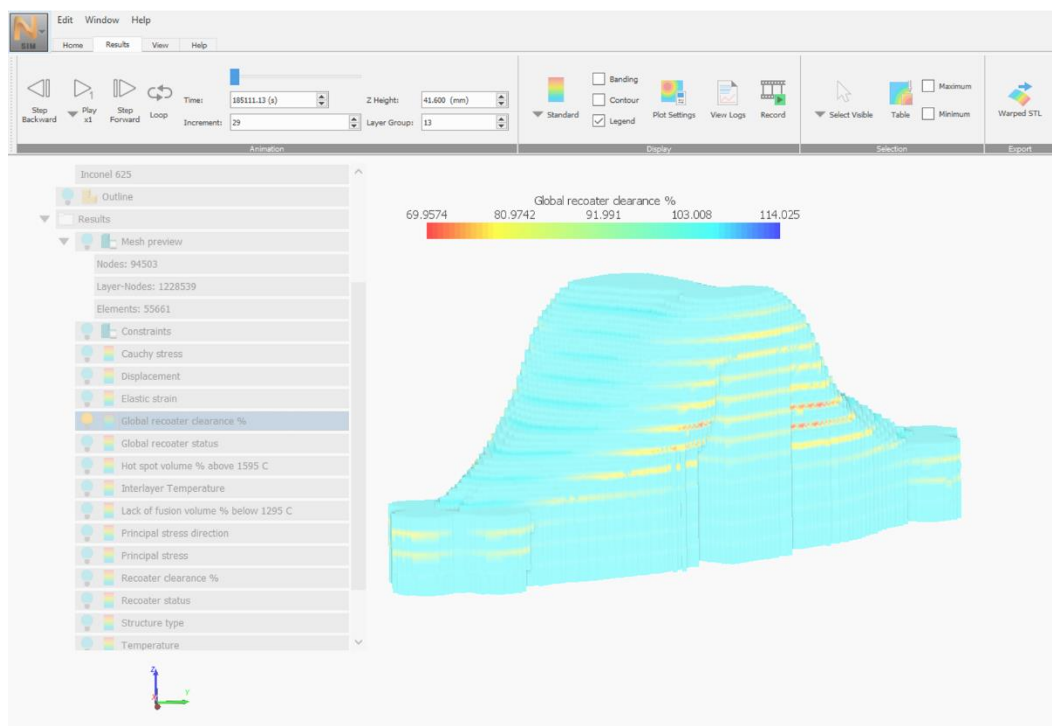 Edit Window Help
SIM
Home Results View Help
Step Backward
Play x1
Step Forward
Loop
Time: 185111.13 (s)
Increment: 29
Z Height: 41.600 (mm)
Layer Group: 13
Animation
Standard
Banding
Contour
Legend
Plot Settings
View Logs
Record
Display
Select Visible
Table
Maximum
Minimum
Selection
Warped STL
Export
Inconel 625
Outline
Results
Mesh preview
Nodes: 94503
Layer-Nodes: 1228539
Elements: 55661
Constraints
Cauchy stress
Displacement
Elastic strain
Global recoater clearance %
Global recoater status
Hot spot volume % above 1595 C
Interlayer Temperature
Lack of fusion volume % below 1295 C
Principal stress direction
Principal stress
Recoater clearance %
Recoater status
Structure type
Temperature
Global recoater clearance %
69.9574 80.9742 91.991 103.008 114.025
Z
X
Y